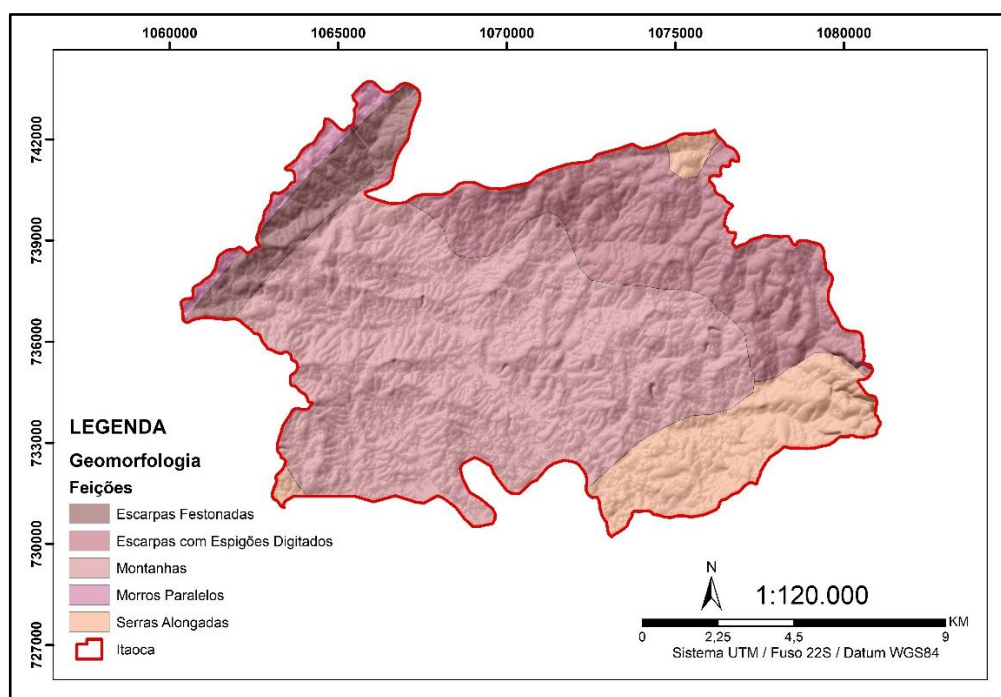 1060000 1065000 1070000 1075000 1080000
742000
739000
736000
733000
730000
727000
LEGENDA
Geomorfologia
Feições
Escarpas Festonadas
Escarpas com Espigões Digitados
Montanhas
Morros Paralelos
Serras Alongadas
Itaoca
N
1:120.000
KM
0 2,25 4,5 9
Sistema UTM / Fuso 22S / Datum WGS84